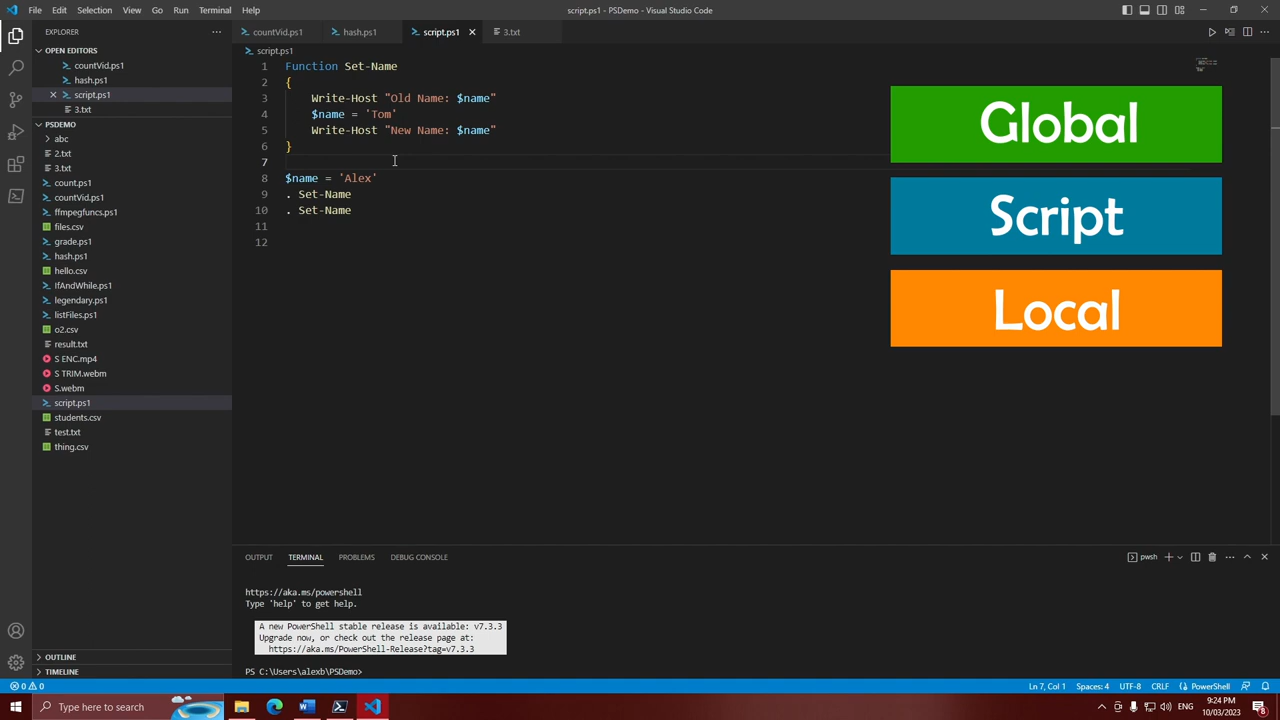 File Edit Selection View Go Run Terminal Help
script.ps1 - PSDemo - Visual Studio Code
EXPLORER
OPEN EDITORS
countVid.ps1
hash.ps1
script.ps1
3.txt
PSDEMO
abc
2.txt
3.txt
count.ps1
countVid.ps1
ffmpegfuncs.ps1
files.csv
grade.ps1
hash.ps1
hello.csv
IfAndWhile.ps1
legendary.ps1
listFiles.ps1
o2.csv
result.txt
S ENC.mp4
S TRIM.webm
S.webm
script.ps1
students.csv
test.txt
thing.csv
OUTLINE
TIMELINE
countVid.ps1 hash.ps1 script.ps1 3.txt
script.ps1
1 Function Set-Name
2 {
3 Write-Host "Old Name: $name"
4 $name = 'Tom'
5 Write-Host "New Name: $name"
6 }
7
8 $name = 'Alex'
9 . Set-Name
10 . Set-Name
11
12
Global
Script
Local
OUTPUT TERMINAL PROBLEMS DEBUG CONSOLE
pwsh
https://aka.ms/powershell
Type 'help' to get help.
A new PowerShell stable release is available: v7.3.3
Upgrade now, or check out the release page at:
https://aka.ms/PowerShell-Release?tag=v7.3.3
PS C:\Users\alexb\PSDemo>
0 0
Ln 7, Col 1 Spaces: 4 UTF-8 CRLF PowerShell
Type here to search
ENG
9:24 PM
10/03/2023
8